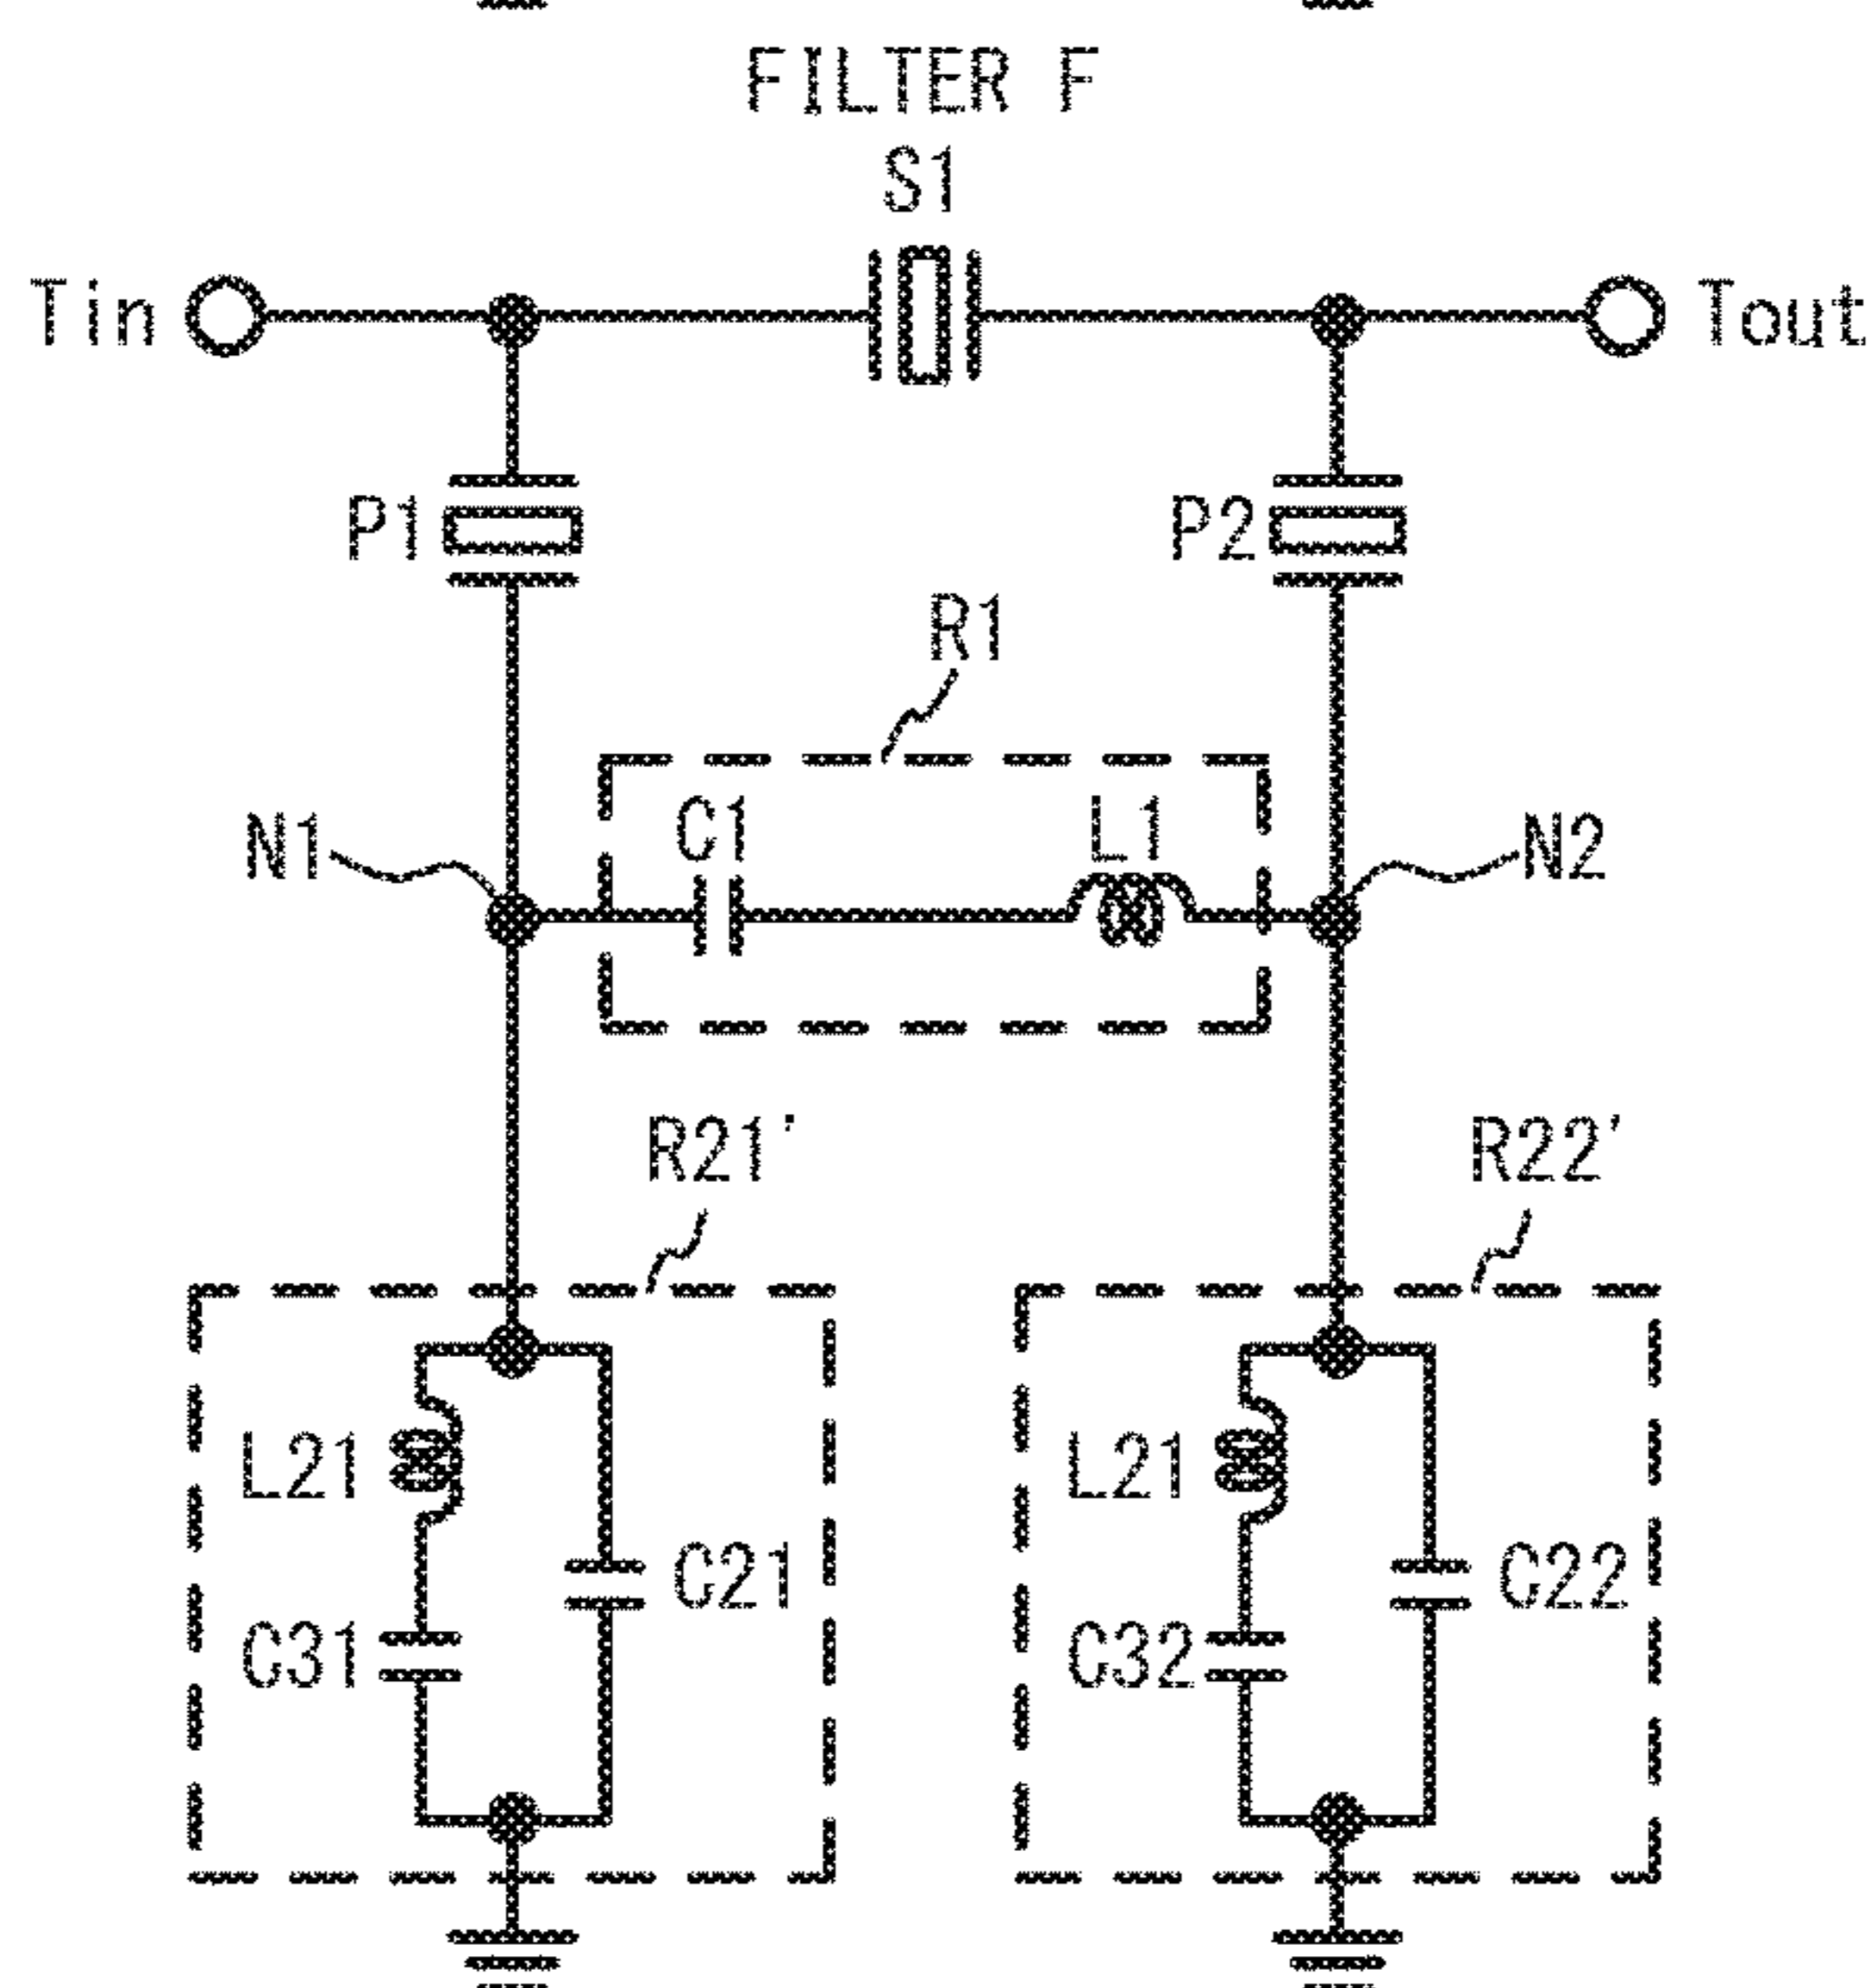 FILTER F
S1
Tin
Tout
P1
P2
R1
C1
L1
N1
N2
R21'
R22'
L21
C21
C31
L21
C22
C32